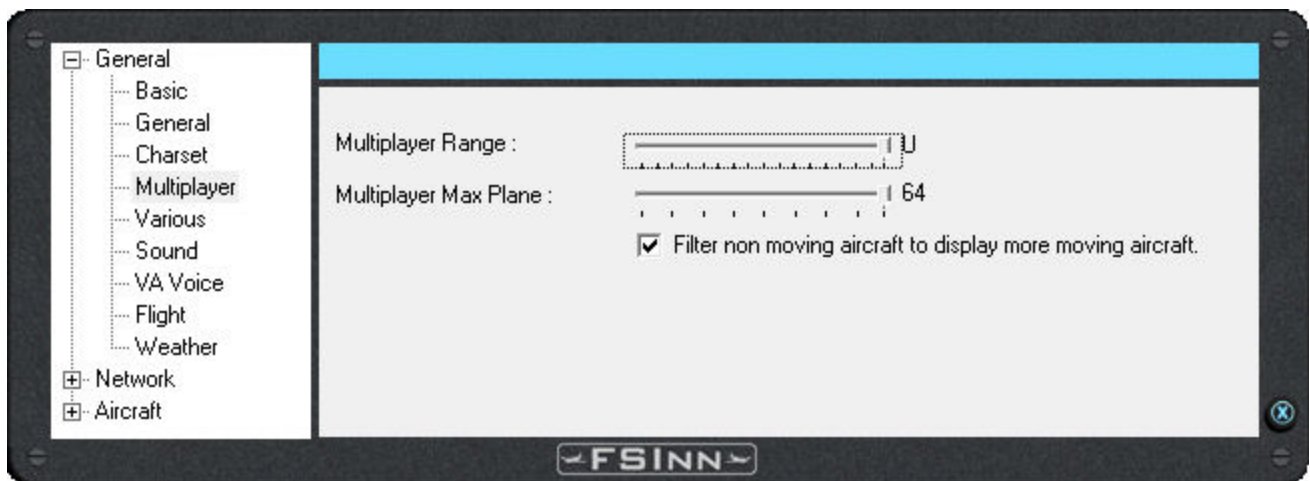 General
Basic
General
Charset
Multiplayer
Various
Sound
VA Voice
Flight
Weather
Network
Aircraft
Multiplayer Range : U
Multiplayer Max Plane : 64
Filter non moving aircraft to display more moving aircraft.
X
FSINN